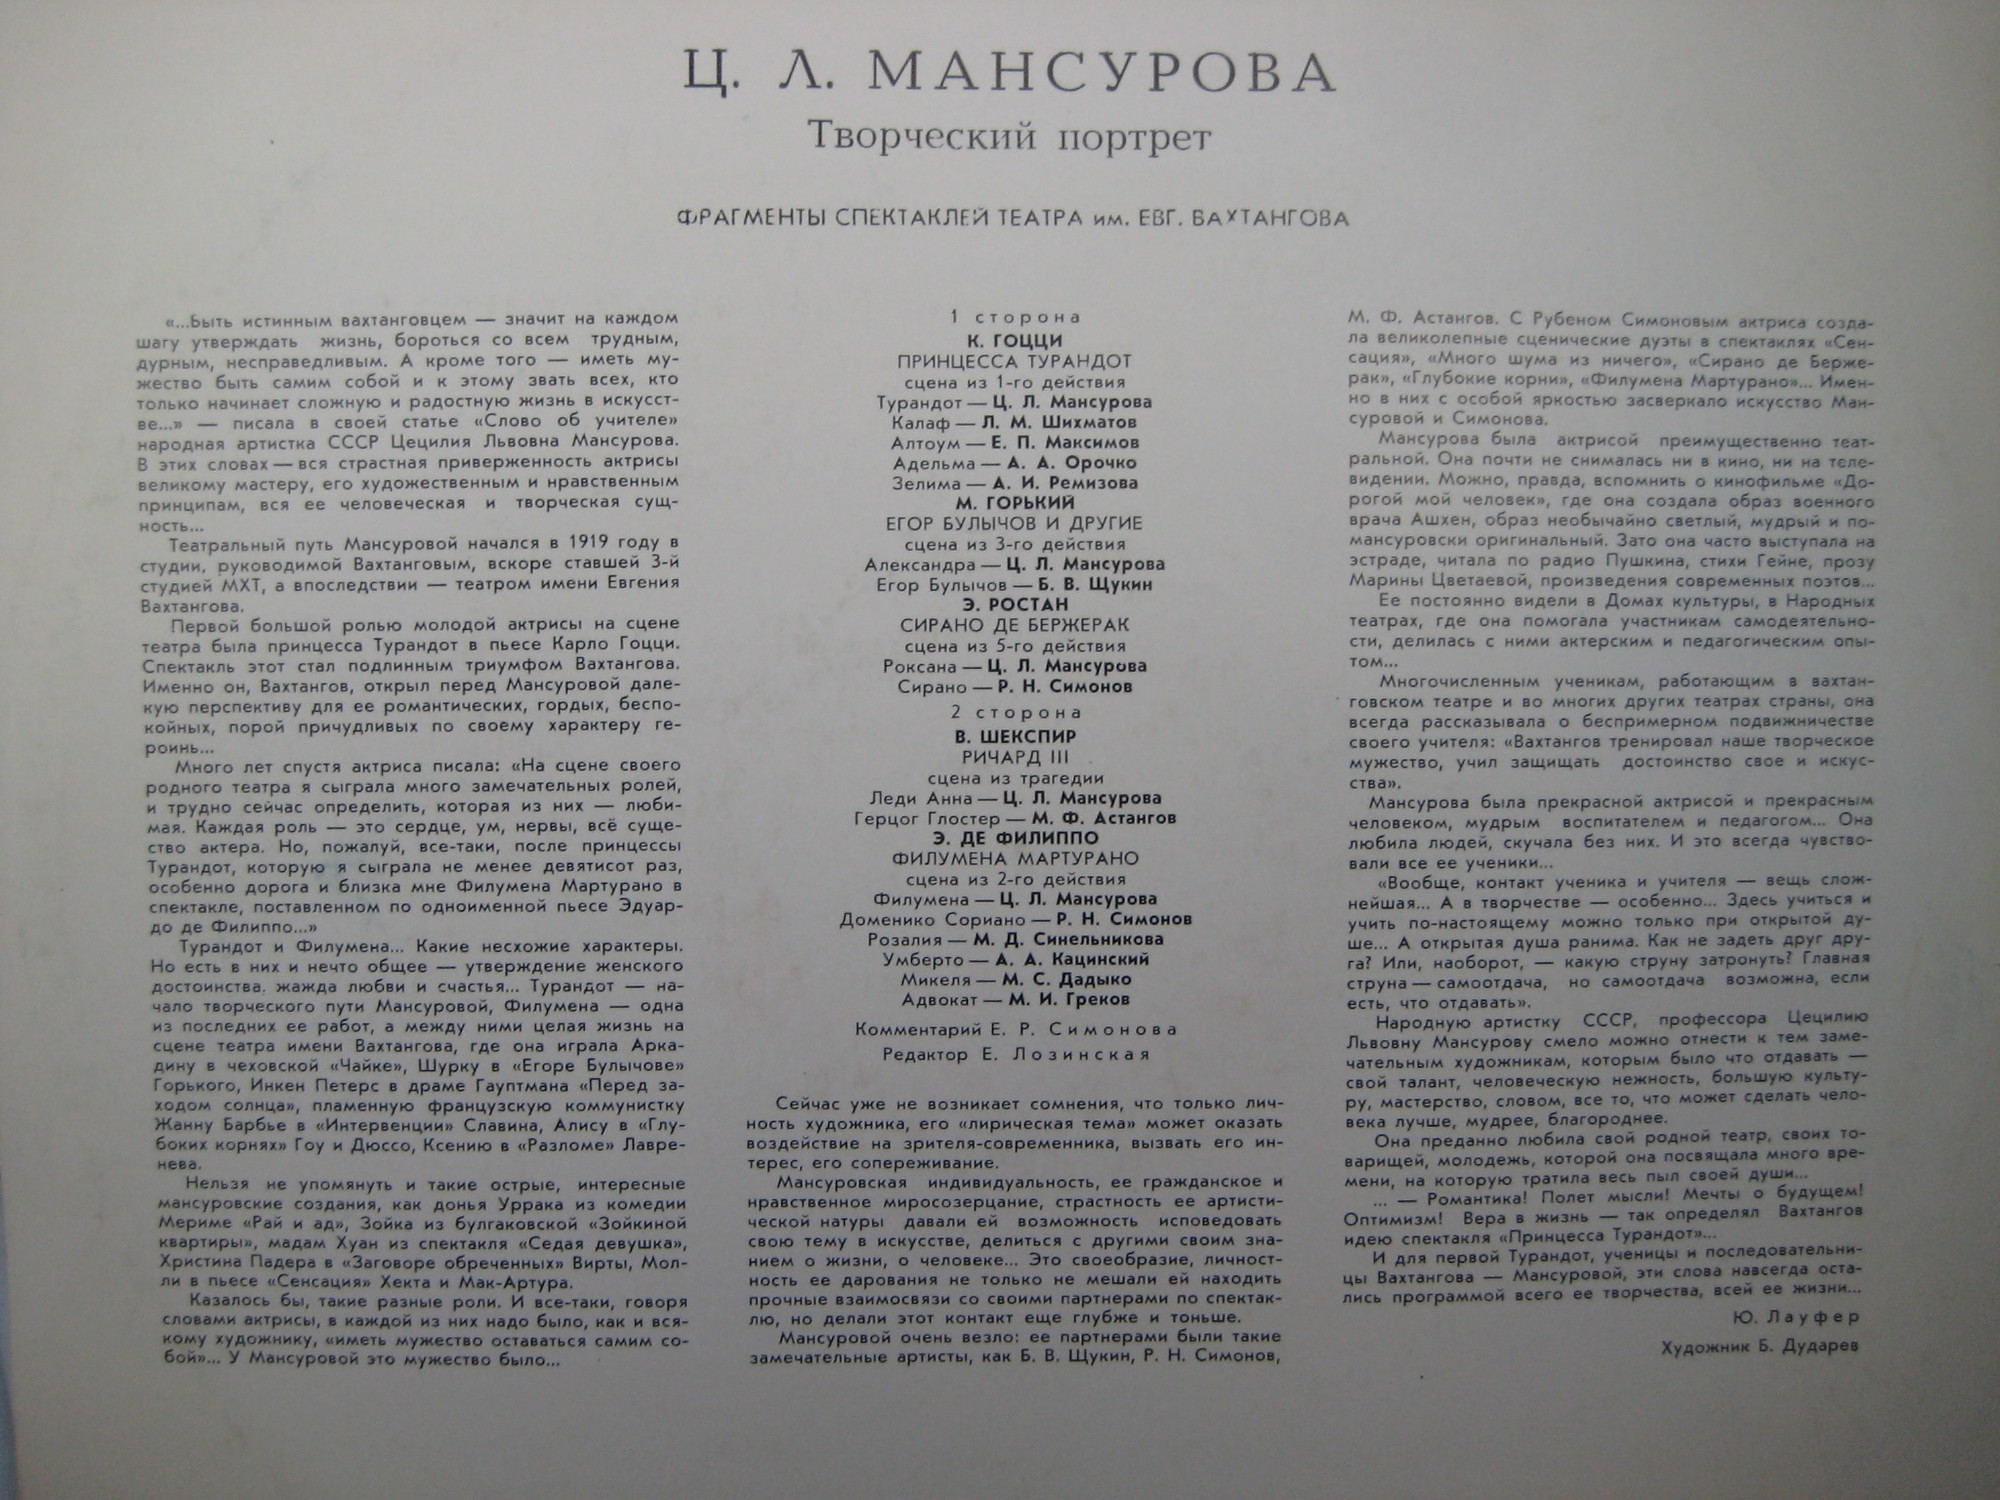 Ц. Л. МАНСУРОВА
Творческий портрет
ФРАГМЕНТЫ СПЕКТАКЛЕЙ ТЕАТРА им. ЕВГ. ВАХТАНГОВА
«...Быть истинным вахтанговцем — значит на каждом
шагу утверждать жизнь, бороться со всем трудным,
дурным, несправедливым. А кроме того — иметь му-
жество быть самим собой и к этому звать всех, кто
только начинает сложную и радостную жизнь в искусст-
ве...» — писала в своей статье «Слово об учителе»
народная артистка СССР Цецилия Львовна Мансурова.
В этих словах — вся страстная приверженность актрисы
великому мастеру, его художественным и нравственным
принципам, вся ее человеческая и творческая сущ-
ность...
Театральный путь Мансуровой начался в 1919 году в
студии, руководимой Вахтанговым, вскоре ставшей 3-й
студией МХТ, а впоследствии — театром имени Евгения
Вахтангова.
Первой большой ролью молодой актрисы на сцене
театра была принцесса Турандот в пьесе Карло Гоцци.
Спектакль этот стал подлинным триумфом Вахтангова.
Именно он, Вахтангов, открыл перед Мансуровой дале-
кую перспективу для ее романтических, гордых, беспо-
койных, порой причудливых по своему характеру ге-
роинь...
Много лет спустя актриса писала: «На сцене своего
родного театра я сыграла много замечательных ролей,
и трудно сейчас определить, которая из них — люби-
мая. Каждая роль — это сердце, ум, нервы, всё суще-
ство актера. Но, пожалуй, все-таки, после принцессы
Турандот, которую я сыграла не менее девятисот раз,
особенно дорога и близка мне Филумена Мартурано в
спектакле, поставленном по одноименной пьесе Эдуар-
до де Филиппо...»
Турандот и Филумена... Какие несхожие характеры.
Но есть в них и нечто общее — утверждение женского
достоинства, жажда любви и счастья... Турандот — на-
чало творческого пути Мансуровой, Филумена — одна
из последних ее работ, а между ними целая жизнь на
сцене театра имени Вахтангова, где она играла Арка-
дину в чеховской «Чайке», Шурку в «Егоре Булычове»
Горького, Инкен Петерс в драме Гауптмана «Перед за-
ходом солнца», пламенную французскую коммунистку
Жанну Барбье в «Интервенции» Славина, Алису в «Глу-
боких корнях» Гоу и Дюссо, Ксению в «Разломе» Лавре-
нева.
Нельзя не упомянуть и такие острые, интересные
мансуровские создания, как донья Уррака из комедии
Мериме «Рай и ад», Зойка из булгаковской «Зойкиной
квартиры», мадам Хуан из спектакля «Седая девушка»,
Христина Падера в «Заговоре обреченных» Вирты, Мол-
ли в пьесе «Сенсация» Хекта и Мак-Артура.
Казалось бы, такие разные роли. И все-таки, говоря
словами актрисы, в каждой из них надо было, как и вся-
кому художнику, «иметь мужество оставаться самим со-
бой»... У Мансуровой это мужество было...
1 сторона
К. ГОЦЦИ
ПРИНЦЕССА ТУРАНДОТ
сцена из 1-го действия
Турандот — Ц. Л. Мансурова
Калаф — Л. М. Шихматов
Алтоум — Е. П. Максимов
Адельма — А. А. Орочко
Зелима — А. И. Ремизова
М. ГОРЬКИЙ
ЕГОР БУЛЫЧОВ И ДРУГИЕ
сцена из 3-го действия
Александра — Ц. Л. Мансурова
Егор Булычов — Б. В. Щукин
Э. РОСТАН
СИРАНО ДЕ БЕРЖЕРАК
сцена из 5-го действия
Роксана — Ц. Л. Мансурова
Сирано — Р. Н. Симонов
2 сторона
В. ШЕКСПИР
РИЧАРД III
сцена из трагедии
Леди Анна — Ц. Л. Мансурова
Герцог Глостер — М. Ф. Астангов
Э. ДЕ ФИЛИППО
ФИЛУМЕНА МАРТУРАНО
сцена из 2-го действия
Филумена — Ц. Л. Мансурова
Доменико Сориано — Р. Н. Симонов
Розалия — М. Д. Синельникова
Умберто — А. А. Кацинский
Микеля — М. С. Дадыко
Адвокат — М. И. Греков
Комментарий Е. Р. Симонова
Редактор Е. Лозинская
Сейчас уже не возникает сомнения, что только лич-
ность художника, его «лирическая тема» может оказать
воздействие на зрителя-современника, вызвать его ин-
терес, его сопереживание.
Мансуровская индивидуальность, ее гражданское и
нравственное миросозерцание, страстность ее артисти-
ческой натуры давали ей возможность исповедовать
свою тему в искусстве, делиться с другими своим зна-
нием о жизни, о человеке... Это своеобразие, личност-
ность ее дарования не только не мешали ей находить
прочные взаимосвязи со своими партнерами по спектак-
лю, но делали этот контакт еще глубже и тоньше.
Мансуровой очень везло: ее партнерами были такие
замечательные артисты, как Б. В. Щукин, Р. Н. Симонов,
М. Ф. Астангов. С Рубеном Симоновым актриса созда-
ла великолепные сценические дуэты в спектаклях «Сен-
сация», «Много шума из ничего», «Сирано де Берже-
рак», «Глубокие корни», «Филумена Мартурано»... Имен-
но в них с особой яркостью засверкало искусство Ман-
суровой и Симонова.
Мансурова была актрисой преимущественно теат-
ральной. Она почти не снималась ни в кино, ни на теле-
видении. Можно, правда, вспомнить о кинофильме «До-
рогой мой человек», где она создала образ военного
врача Ашхен, образ необычайно светлый, мудрый и по-
мансуровски оригинальный. Зато она часто выступала на
эстраде, читала по радио Пушкина, стихи Гейне, прозу
Марины Цветаевой, произведения современных поэтов...
Ее постоянно видели в Домах культуры, в Народных
театрах, где она помогала участникам самодеятельно-
сти, делилась с ними актерским и педагогическим опы-
том...
Многочисленным ученикам, работающим в вахтан-
говском театре и во многих других театрах страны, она
всегда рассказывала о беспримерном подвижничестве
своего учителя: «Вахтангов тренировал наше творческое
мужество, учил защищать достоинство свое и искус-
ства».
Мансурова была прекрасной актрисой и прекрасным
человеком, мудрым воспитателем и педагогом... Она
любила людей, скучала без них. И это всегда чувство-
вали все ее ученики...
«Вообще, контакт ученика и учителя — вещь слож-
нейшая... А в творчестве — особенно... Здесь учиться и
учить по-настоящему можно только при открытой ду-
ше... А открытая душа ранима. Как не задеть друг дру-
га? Или, наоборот, — какую струну затронуть? Главная
струна — самоотдача, но самоотдача возможна, если
есть, что отдавать».
Народную артистку СССР, профессора Цецилию
Львовну Мансурову смело можно отнести к тем заме-
чательным художникам, которым было что отдавать —
свой талант, человеческую нежность, большую культу-
ру, мастерство, словом, все то, что может сделать чело-
века лучше, мудрее, благороднее.
Она преданно любила свой родной театр, своих то-
варищей, молодежь, которой она посвящала много вре-
мени, на которую тратила весь пыл своей души...
... — Романтика! Полет мысли! Мечты о будущем!
Оптимизм! Вера в жизнь — так определял Вахтангов
идею спектакля «Принцесса Турандот»...
И для первой Турандот, ученицы и последовательни-
цы Вахтангова — Мансуровой, эти слова навсегда оста-
лись программой всего ее творчества, всей ее жизни...
Ю. Лауфер
Художник Б. Дударев